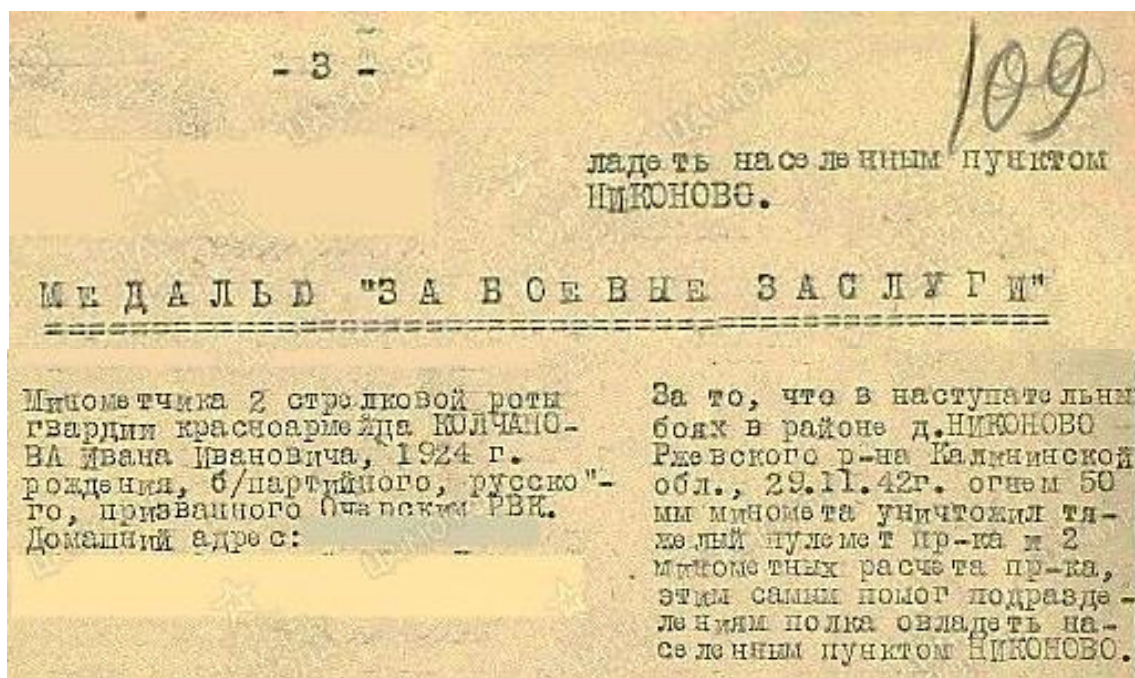 - 3 -
109
ладеть населенным пунктом
НИКОНОВО.
МЕДАЛЬЮ "ЗА БОЕВЫЕ ЗАСЛУГИ"
Минометчика 2 стрелковой роты
гвардии красноармейца КОЛЧАНО-
ВА Ивана Ивановича, 1924 г.
рождения, б/партийного, русско"-
го, призванного Очерским РВК.
Домашний адрес:
За то, что в наступательны
боях в районе д.НИКОНОВО
Ржевского р-на Калининской
обл., 29.11.42г. огнем 50
мм миномета уничтожил тя-
желый пулемет пр-ка и 2
минометных расчета пр-ка,
этим самым помог подразде-
лениям полка овладеть на-
селенным пунктом НИКОНОВО.